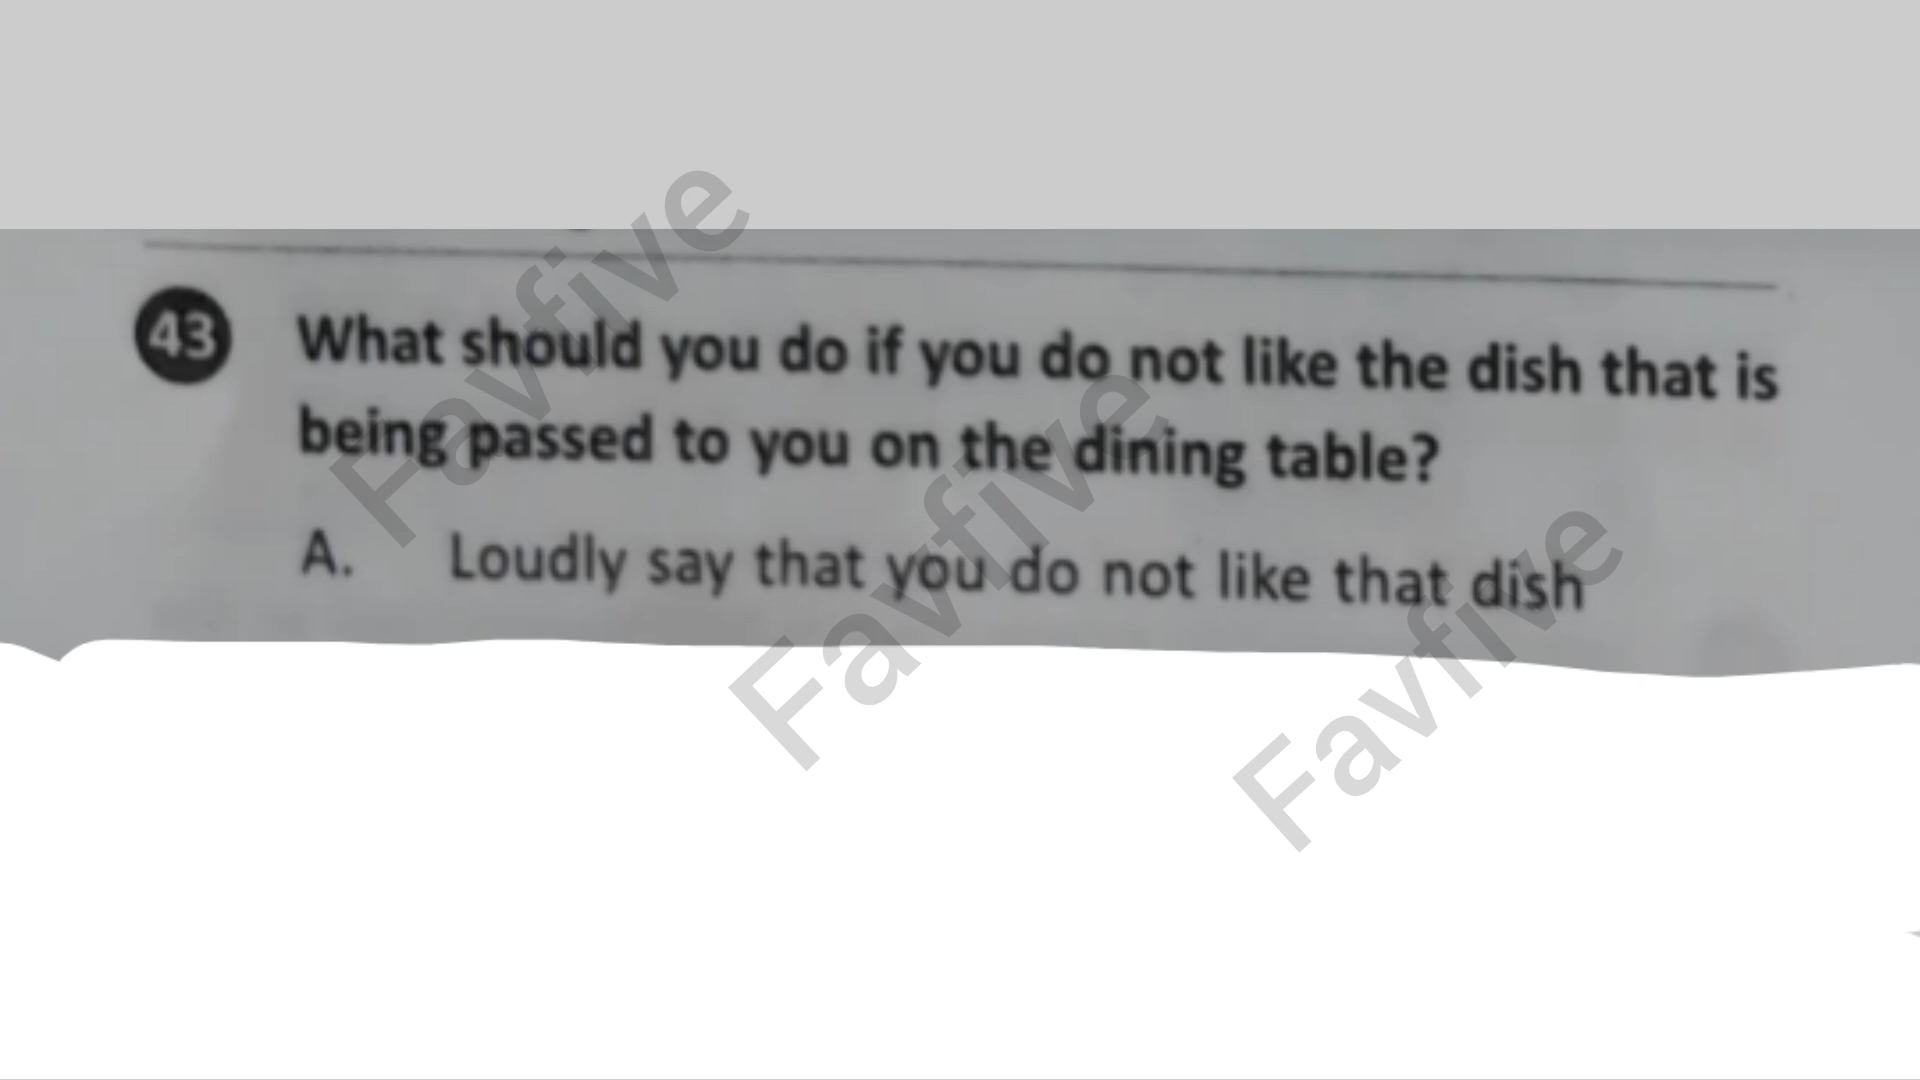 43 What should you do if you do not like the dish that is
being passed to you on the dining table?
A. Loudly say that you do not like that dish
Favfive
Favfive
Favfive